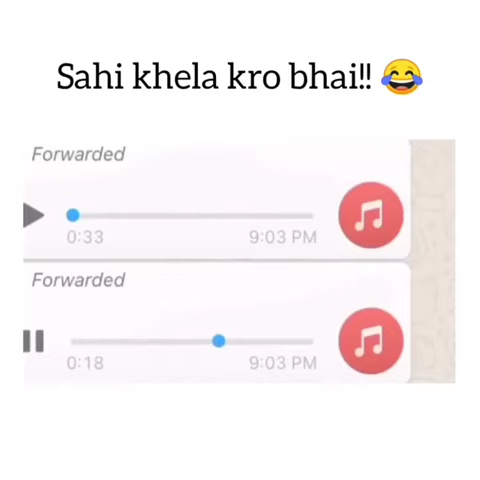 Sahi khela kro bhai!! 😂
Forwarded
0:33 9:03 PM
Forwarded
0:18 9:03 PM